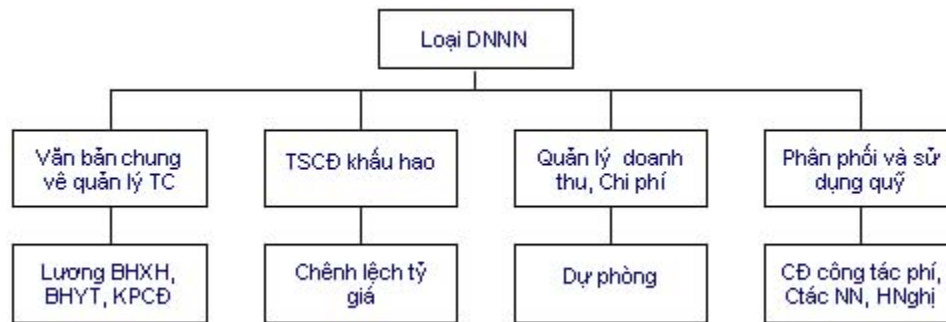 Loại DNNN
Văn bản chung
vê quản lý TC
TSCĐ khấu hao
Quản lý doanh
thu, Chi phí
Phân phối và sử
dụng quỹ
Lương BHXH,
BHYT, KPCĐ
Chênh lệch tỷ
giá
Dự phòng
CĐ công tác phí,
Ctác NN, HNghị